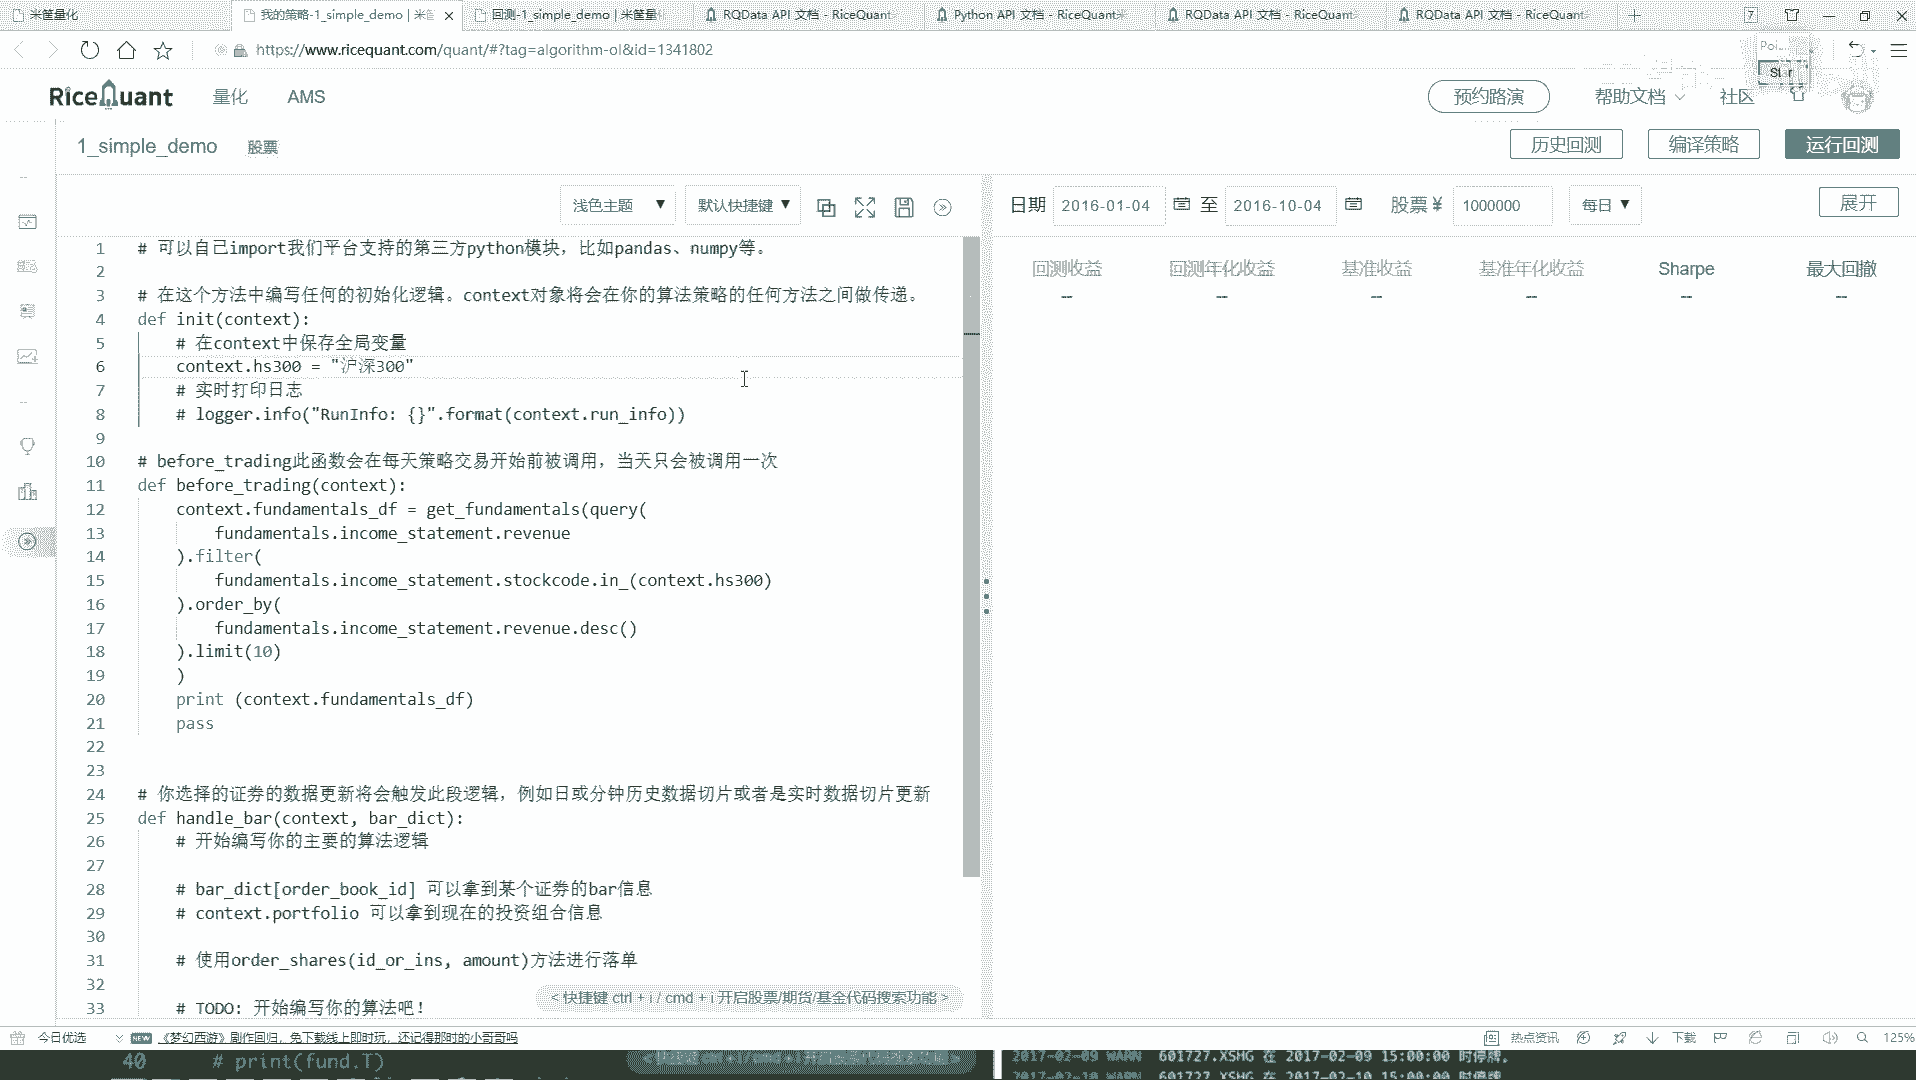 米筐量化
我的策略-1_simple_demo | 米筐
回测-1_simple_demo | 米筐量化
RQData API 文档 - RiceQuant
Python API 文档 - RiceQuant米
RQData API 文档 - RiceQuant
RQData API 文档 - RiceQuant
7
https://www.ricequant.com/quant/#?tag=algorithm-ol&id=1341802
RiceQuant
量化
AMS
预约路演
帮助文档
社区
1_simple_demo
股票
历史回测
编译策略
运行回测
浅色主题
默认快捷键
日期
2016-01-04
至
2016-10-04
股票 ¥
1000000
每日
展开
回测收益
回测年化收益
基准收益
基准年化收益
Sharpe
最大回撤
--
--
--
--
--
--
1 # 可以自己import我们平台支持的第三方python模块，比如pandas、numpy等。
2
3 # 在这个方法中编写任何的初始化逻辑。context对象将会在你的算法策略的任何方法之间做传递。
4 def init(context):
5 # 在context中保存全局变量
6 context.hs300 = "沪深300"
7 # 实时打印日志
8 # logger.info("RunInfo: {}".format(context.run_info))
9
10 # before_trading此函数会在每天策略交易开始前被调用，当天只会被调用一次
11 def before_trading(context):
12 context.fundamentals_df = get_fundamentals(query(
13 fundamentals.income_statement.revenue
14 ).filter(
15 fundamentals.income_statement.stockcode.in_(context.hs300)
16 ).order_by(
17 fundamentals.income_statement.revenue.desc()
18 ).limit(10)
19 )
20 print (context.fundamentals_df)
21 pass
22
23
24 # 你选择的证券的数据更新将会触发此段逻辑，例如日或分钟历史数据切片或者是实时数据切片更新
25 def handle_bar(context, bar_dict):
26 # 开始编写你的主要的算法逻辑
27
28 # bar_dict[order_book_id] 可以拿到某个证券的bar信息
29 # context.portfolio 可以拿到现在的投资组合信息
30
31 # 使用order_shares(id_or_ins, amount)方法进行落单
32
33 # TODO: 开始编写你的算法吧！
< 快捷键 ctrl + i / cmd + i 开启股票/期货/基金代码搜索功能 >
今日优选
NEW
《梦幻西游》剧作回归，免下载线上即时玩，还记得那时的小哥哥吗
热点资讯
下载
125%
40 # print(fund.T)
2017-02-09 WARN 601727.XSHG 在 2017-02-09 15:00:00 时停牌。
2017-02-10 WARN 601727.XSHG 在 2017-02-10 15:00:00 时停牌。